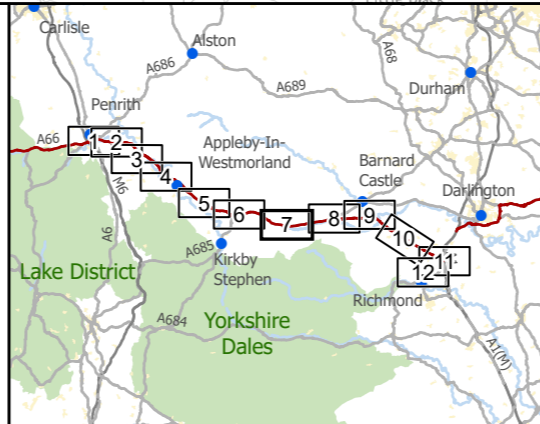 Carlisle
Alston
A68
A686
A689
Durham
Penrith
A66
1
2
3
Appleby-In-
Westmorland
Barnard
Castle
Darlington
M6
4
5
6
7
8
9
10
11
12
A6
A685
Kirkby
Stephen
Lake District
Richmond
A684
Yorkshire
Dales
A1(M)